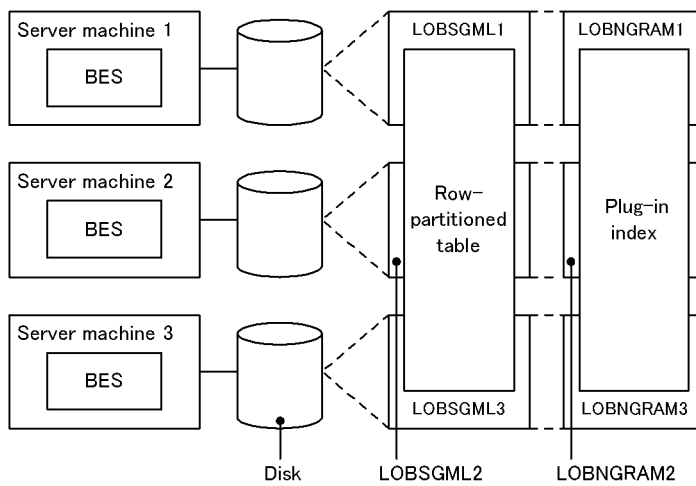 Server machine 1
BES
LOBSGML1
LOBNGRAM1
Server machine 2
BES
Row-
partitioned
table
Plug-in
index
Server machine 3
BES
LOBSGML3
LOBNGRAM3
Disk
LOBSGML2
LOBNGRAM2